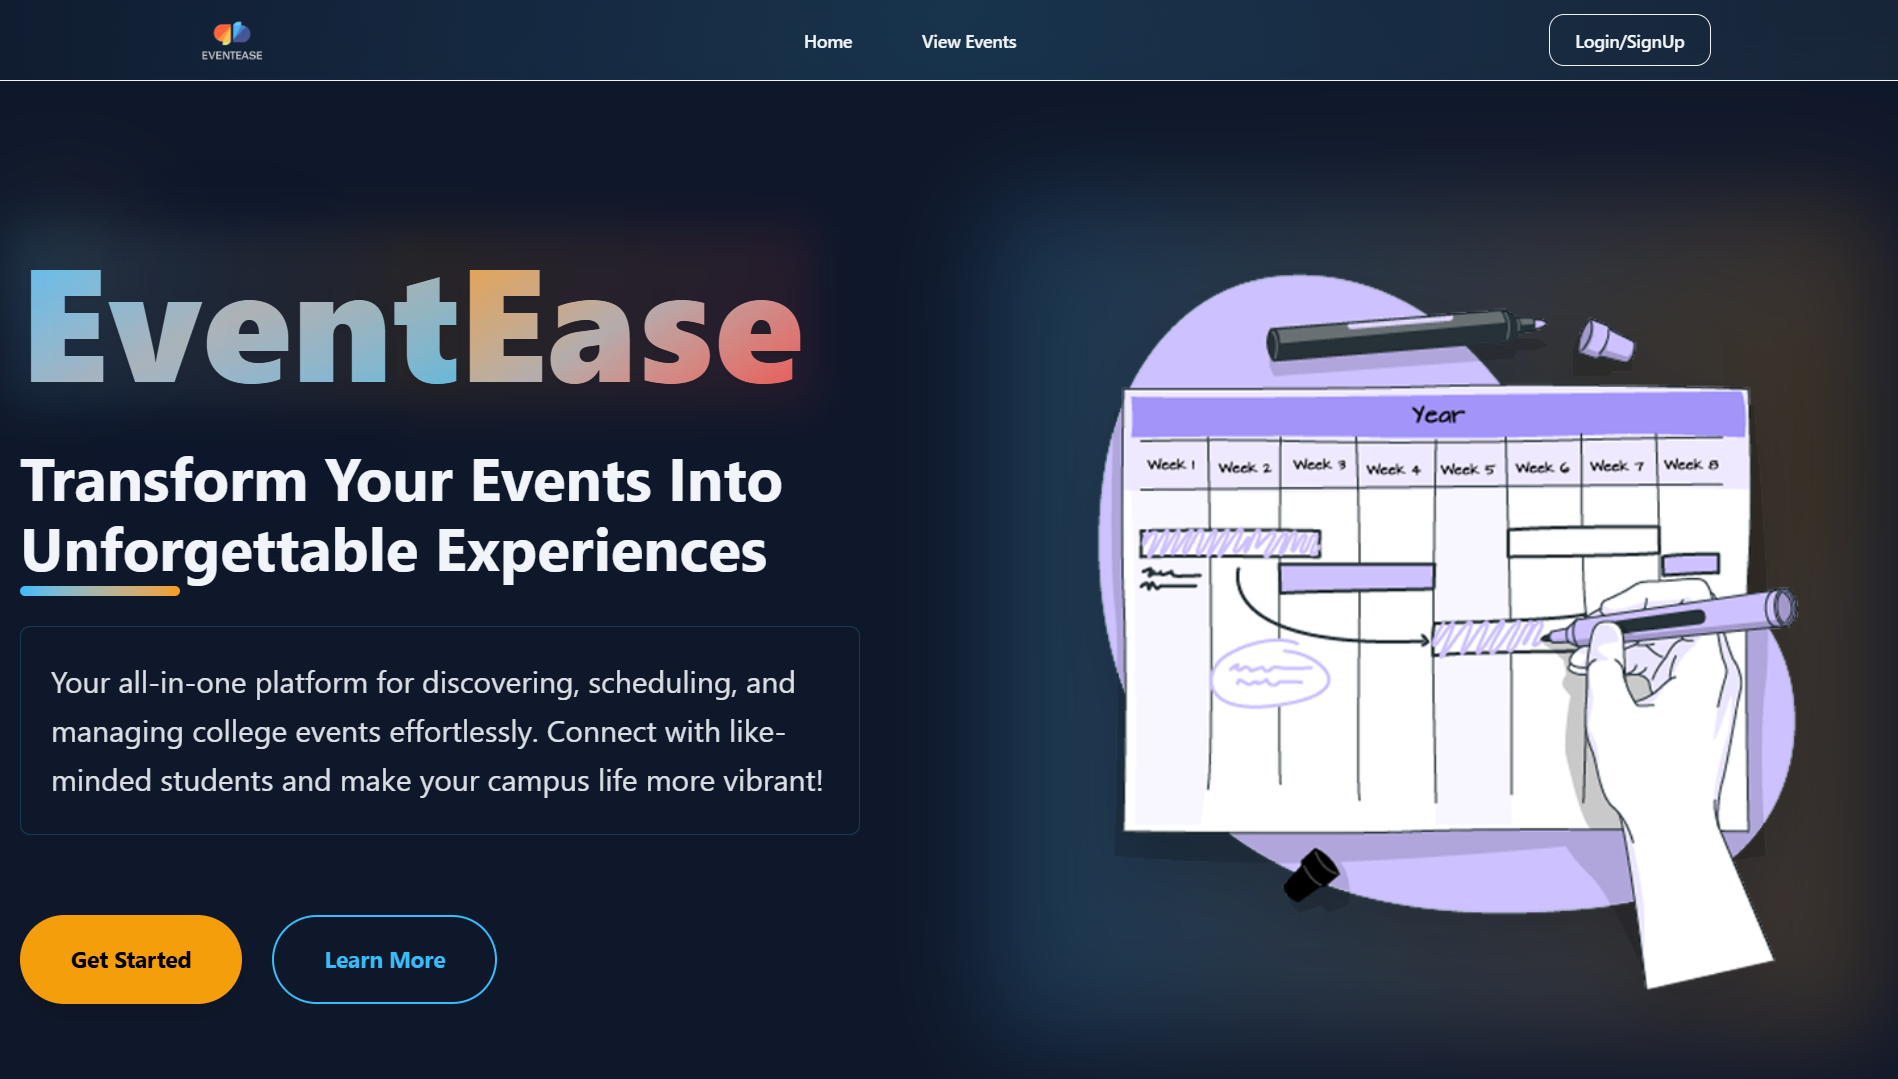 EVENTEASE
Home
View Events
Login/SignUp
EventEase
Transform Your Events Into
Unforgettable Experiences
Your all-in-one platform for discovering, scheduling, and
managing college events effortlessly. Connect with like-
minded students and make your campus life more vibrant!
Get Started
Learn More
Year
Week 1
Week 2
Week 3
Week 4
Week 5
Week 6
Week 7
Week 8